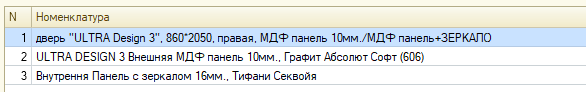 N Номенклатура
1 дверь "ULTRA Design 3", 860*2050, правая, МДФ панель 10мм./МДФ панель+ЗЕРКАЛО
2 ULTRA DESIGN 3 Внешняя МДФ панель 10мм., Графит Абсолют Софт (606)
3 Внутрення Панель с зеркалом 16мм., Тифани Секвойя